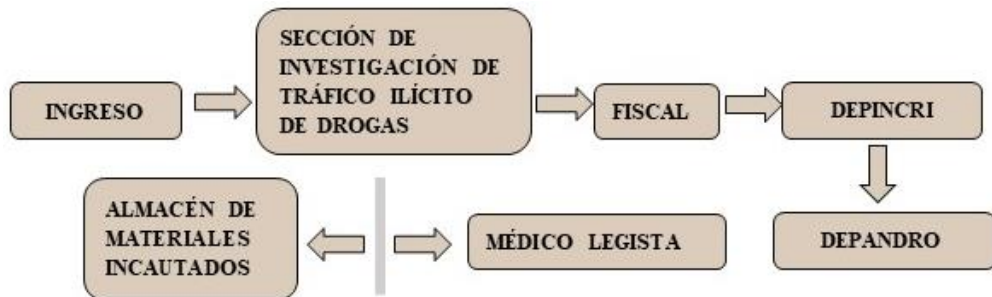 INGRESO
SECCIÓN DE
INVESTIGACIÓN DE
TRÁFICO ILÍCITO
DE DROGAS
FISCAL
DEPINCRI
ALMACÉN DE
MATERIALES
INCAUTADOS
MÉDICO LEGISTA
DEPANDRO